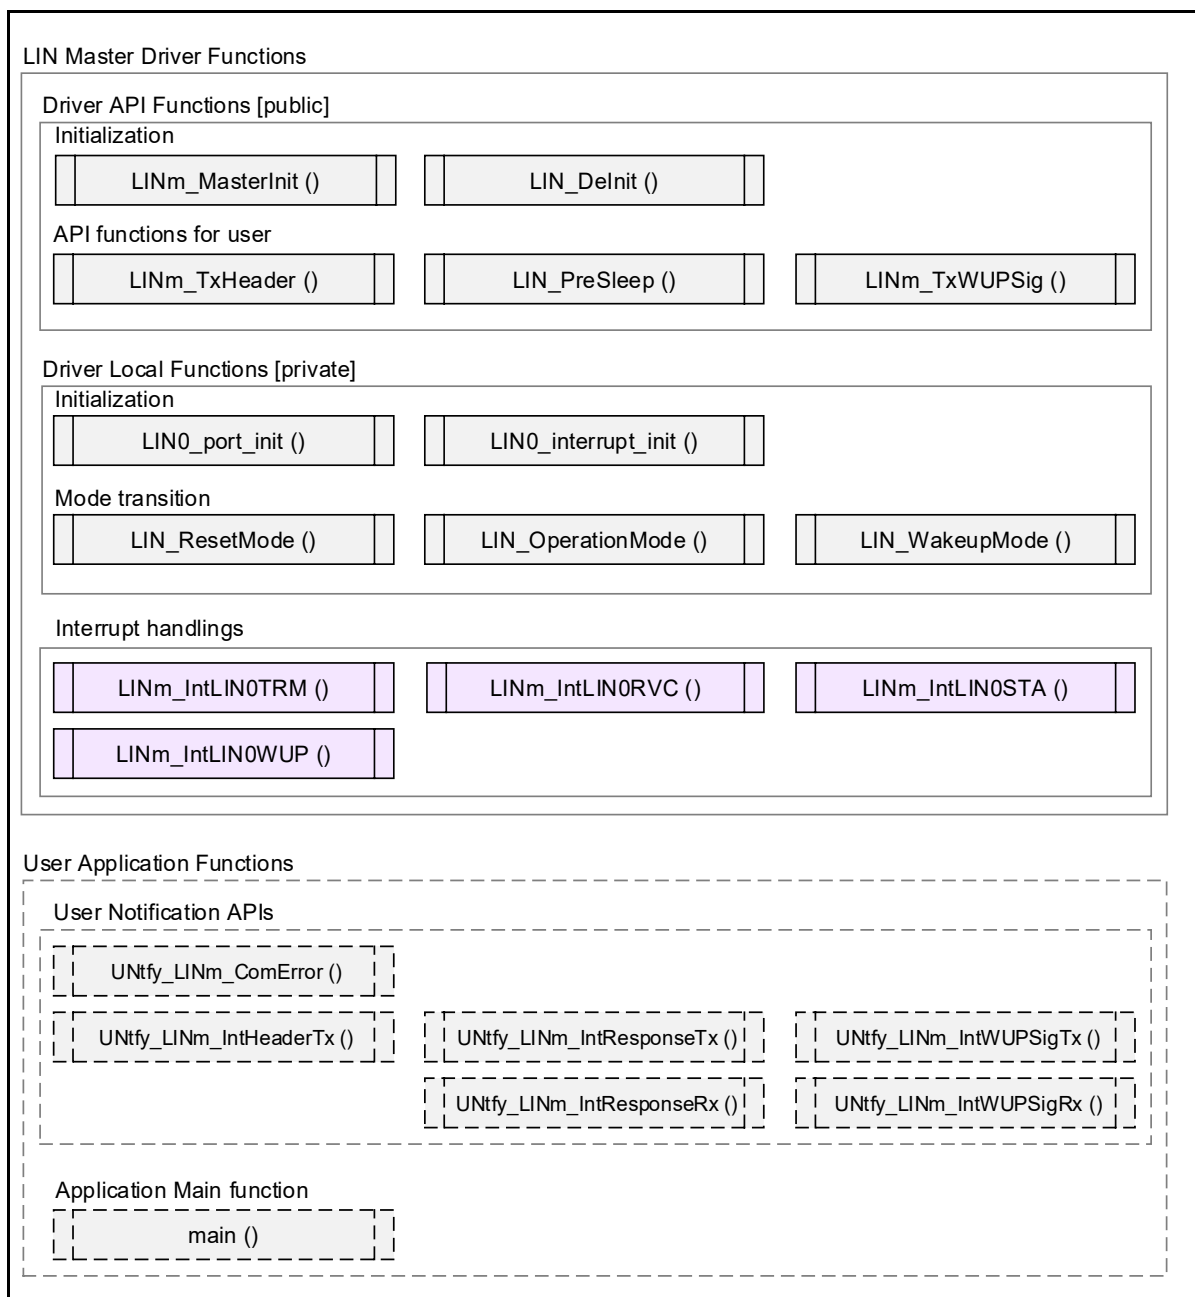 LIN Master Driver Functions
Driver API Functions [public]
Initialization
LINm_MasterInit ()
LIN_DeInit ()
API functions for user
LINm_TxHeader ()
LIN_PreSleep ()
LINm_TxWUPSig ()
Driver Local Functions [private]
Initialization
LIN0_port_init ()
LIN0_interrupt_init ()
Mode transition
LIN_ResetMode ()
LIN_OperationMode ()
LIN_WakeupMode ()
Interrupt handlings
LINm_IntLIN0TRM ()
LINm_IntLIN0RVC ()
LINm_IntLIN0STA ()
LINm_IntLIN0WUP ()
User Application Functions
User Notification APIs
UNtfy_LINm_ComError ()
UNtfy_LINm_IntHeaderTx ()
UNtfy_LINm_IntResponseTx ()
UNtfy_LINm_IntWUPSigTx ()
UNtfy_LINm_IntResponseRx ()
UNtfy_LINm_IntWUPSigRx ()
Application Main function
main ()